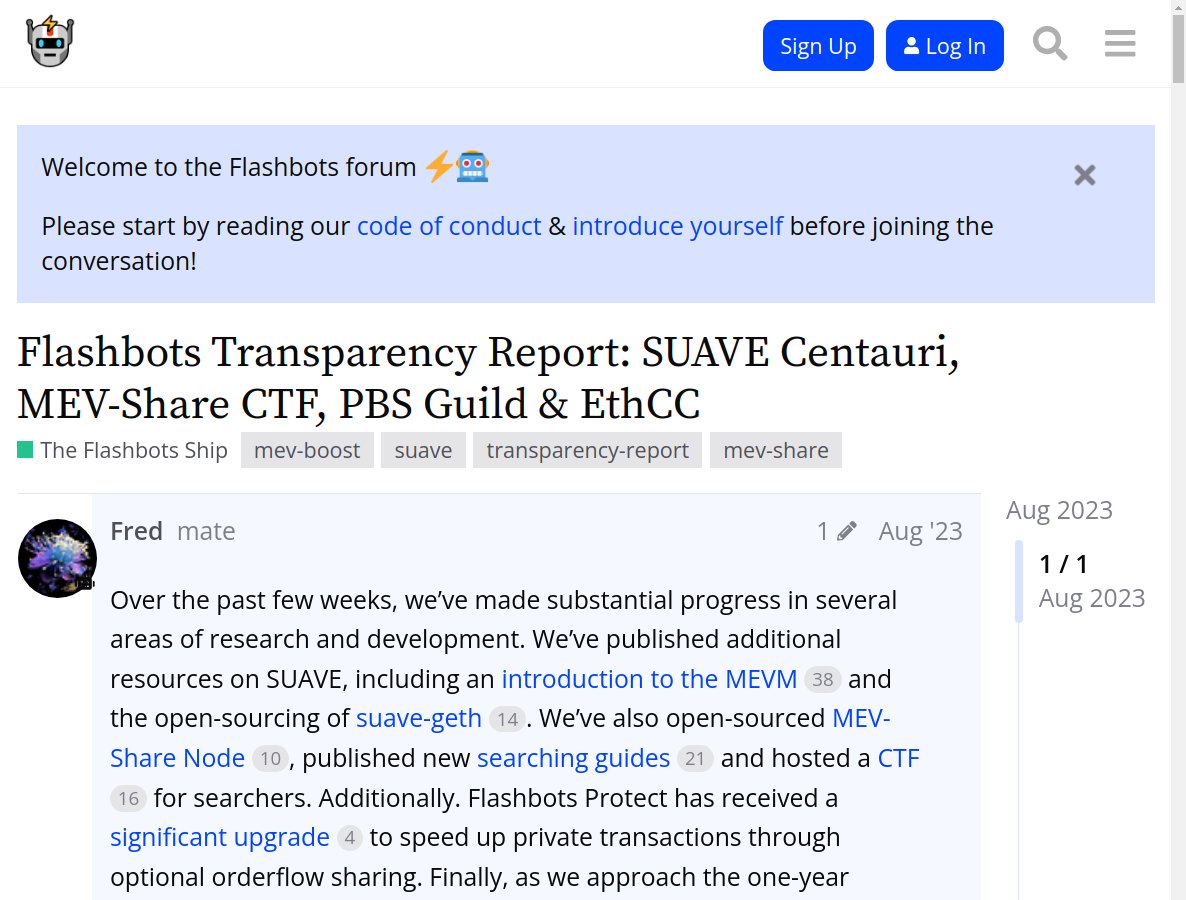 Sign Up
Log In
Welcome to the Flashbots forum
Please start by reading our code of conduct & introduce yourself before joining the
conversation!
Flashbots Transparency Report: SUAVE Centauri,
MEV-Share CTF, PBS Guild & EthCC
The Flashbots Ship mev-boost suave transparency-report mev-share
Fred mate 1 Aug '23
Aug 2023
1 / 1
Aug 2023
Over the past few weeks, we’ve made substantial progress in several
areas of research and development. We’ve published additional
resources on SUAVE, including an introduction to the MEVM 38 and
the open-sourcing of suave-geth 14 . We’ve also open-sourced MEV-
Share Node 10 , published new searching guides 21 and hosted a CTF
16 for searchers. Additionally. Flashbots Protect has received a
significant upgrade 4 to speed up private transactions through
optional orderflow sharing. Finally, as we approach the one-year